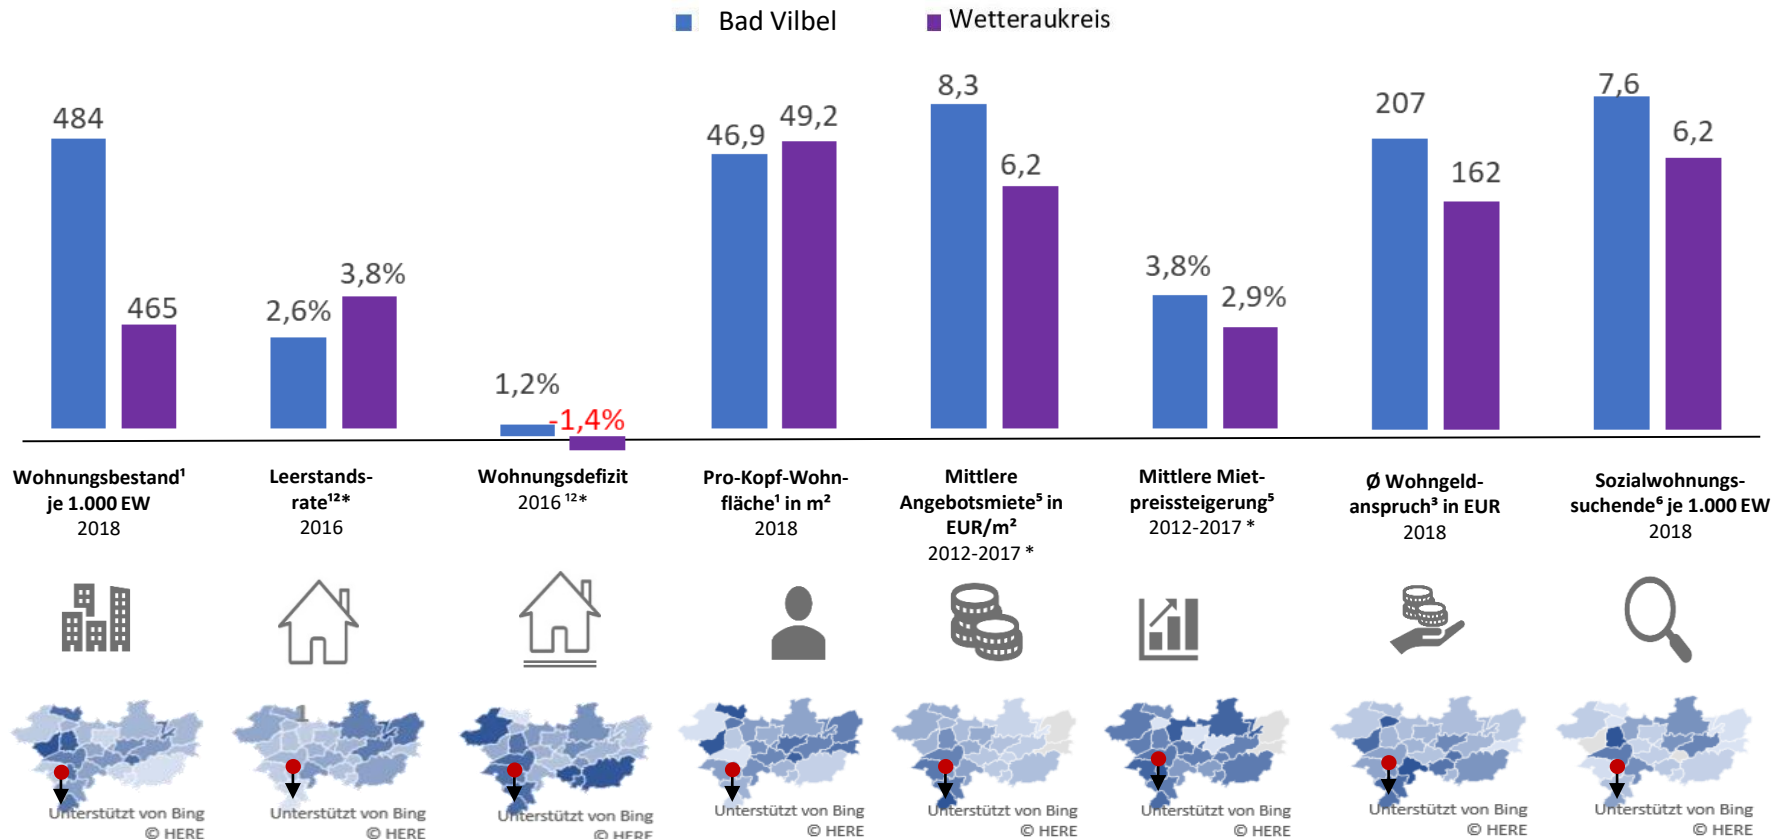 Bad Vilbel
Wetteraukreis
484
465
2,6%
3,8%
1,2%
-1,4%
46,9
49,2
8,3
6,2
3,8%
2,9%
207
162
7,6
6,2
Wohnungsbestand¹
je 1.000 EW
2018
Leerstands-
rate¹²*
2016
Wohnungsdefizit
2016 ¹²*
Pro-Kopf-Wohn-
fläche¹ in m²
2018
Mittlere
Angebotsmiete⁵ in
EUR/m²
2012-2017 *
Mittlere Miet-
preissteigerung⁵
2012-2017 *
Ø Wohngeld-
anspruch³ in EUR
2018
Sozialwohnungs-
suchende⁶ je 1.000 EW
2018
1
Unterstützt von Bing
© HERE
Unterstützt von Bing
© HERE
Unterstützt von Bing
© HERE
Unterstützt von Bing
© HERE
Unterstützt von Bing
© HERE
Unterstützt von Bing
© HERE
Unterstützt von Bing
© HERE
Unterstützt von Bing
© HERE